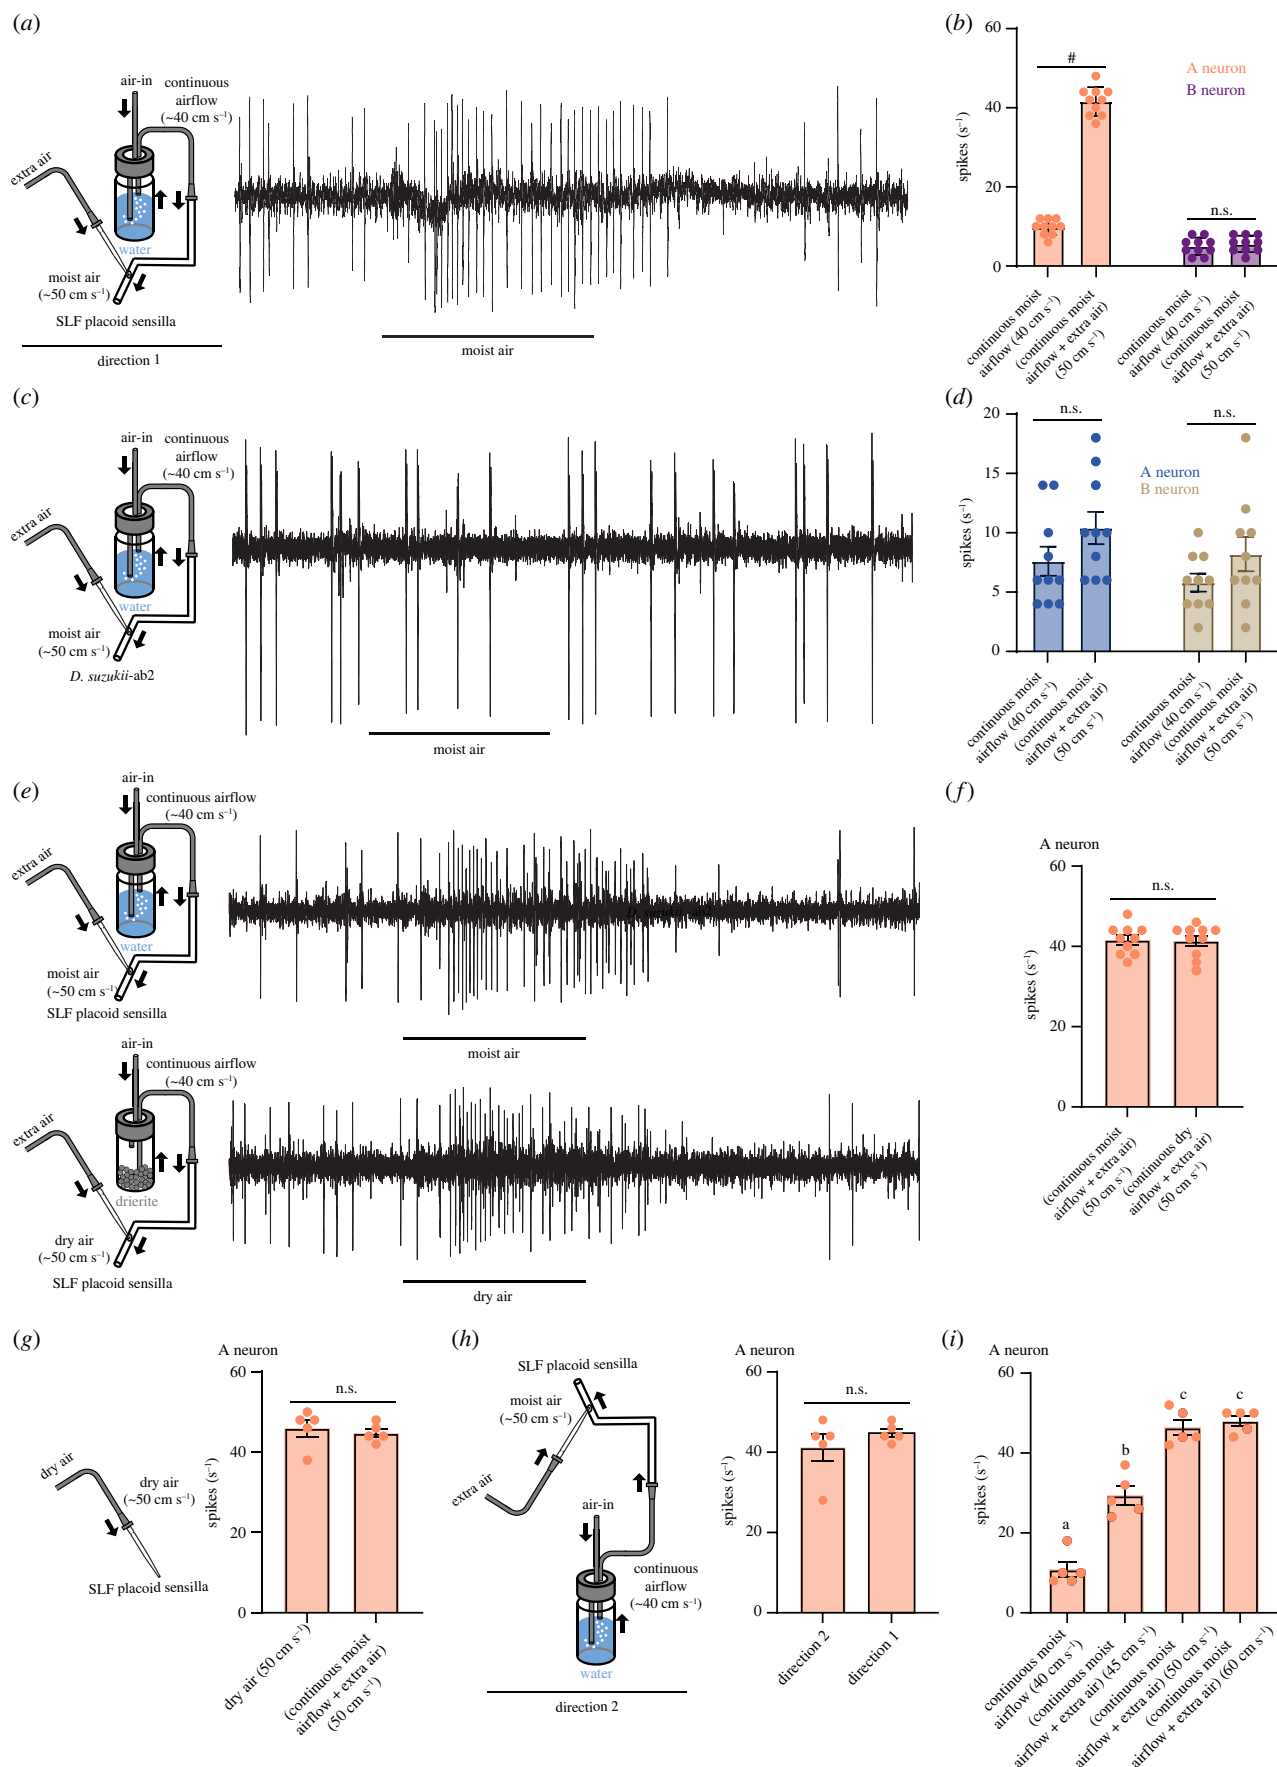 (a)
air-in
continuous
airflow
(~40 cm s⁻¹)
extra air
water
moist air
(~50 cm s⁻¹)
SLF placoid sensilla
direction 1
moist air
(b)
60
40
20
0
spikes (s⁻¹)
#
A neuron
B neuron
n.s.
continuous moist
airflow (40 cm s⁻¹)
(continuous moist
airflow + extra air)
(50 cm s⁻¹)
continuous moist
airflow (40 cm s⁻¹)
(continuous moist
airflow + extra air)
(50 cm s⁻¹)
(c)
air-in
continuous
airflow
(~40 cm s⁻¹)
extra air
water
moist air
(~50 cm s⁻¹)
D. suzukii-ab2
moist air
(d)
20
15
10
5
0
spikes (s⁻¹)
n.s.
n.s.
A neuron
B neuron
continuous moist
airflow (40 cm s⁻¹)
(continuous moist
airflow + extra air)
(50 cm s⁻¹)
continuous moist
airflow (40 cm s⁻¹)
(continuous moist
airflow + extra air)
(50 cm s⁻¹)
(e)
air-in
continuous airflow
(~40 cm s⁻¹)
extra air
water
moist air
(~50 cm s⁻¹)
SLF placoid sensilla
D. suzukii-ab2
moist air
air-in
continuous airflow
(~40 cm s⁻¹)
extra air
drierite
dry air
(~50 cm s⁻¹)
SLF placoid sensilla
dry air
(f)
A neuron
60
40
20
0
spikes (s⁻¹)
n.s.
(continuous moist
airflow + extra air)
(50 cm s⁻¹)
(continuous dry
airflow + extra air)
(50 cm s⁻¹)
(g)
dry air
dry air
(~50 cm s⁻¹)
SLF placoid sensilla
A neuron
60
40
20
0
spikes (s⁻¹)
n.s.
dry air (50 cm s⁻¹)
(continuous moist
airflow + extra air)
(50 cm s⁻¹)
(h)
SLF placoid sensilla
moist air
(~50 cm s⁻¹)
extra air
air-in
continuous
airflow
(~40 cm s⁻¹)
water
direction 2
A neuron
60
40
20
0
spikes (s⁻¹)
n.s.
direction 2
direction 1
(i)
A neuron
60
40
20
0
spikes (s⁻¹)
a
b
c
c
continuous moist
airflow (40 cm s⁻¹)
(continuous moist
airflow + extra air) (45 cm s⁻¹)
(continuous moist
airflow + extra air) (50 cm s⁻¹)
(continuous moist
airflow + extra air) (60 cm s⁻¹)